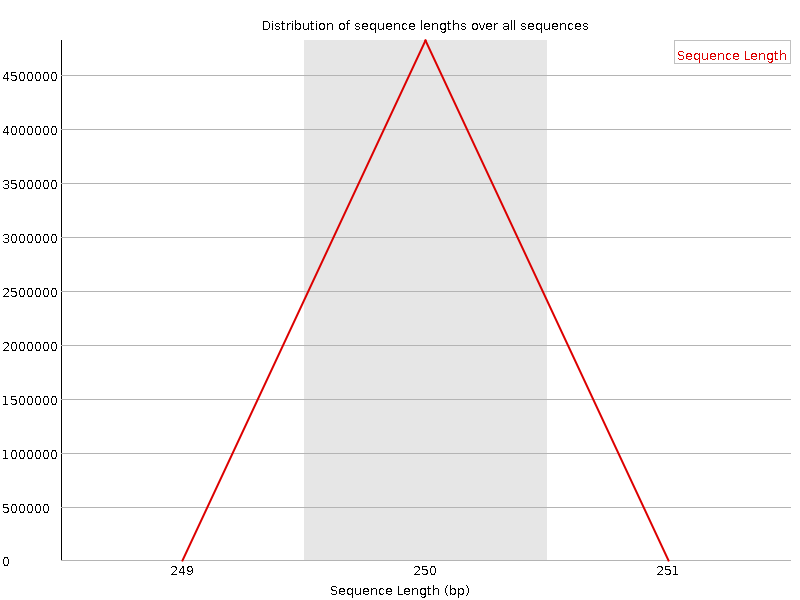 Distribution of sequence lengths over all sequences
Sequence Length
4500000
4000000
3500000
3000000
2500000
2000000
1500000
1000000
500000
0
249 250 251
Sequence Length (bp)